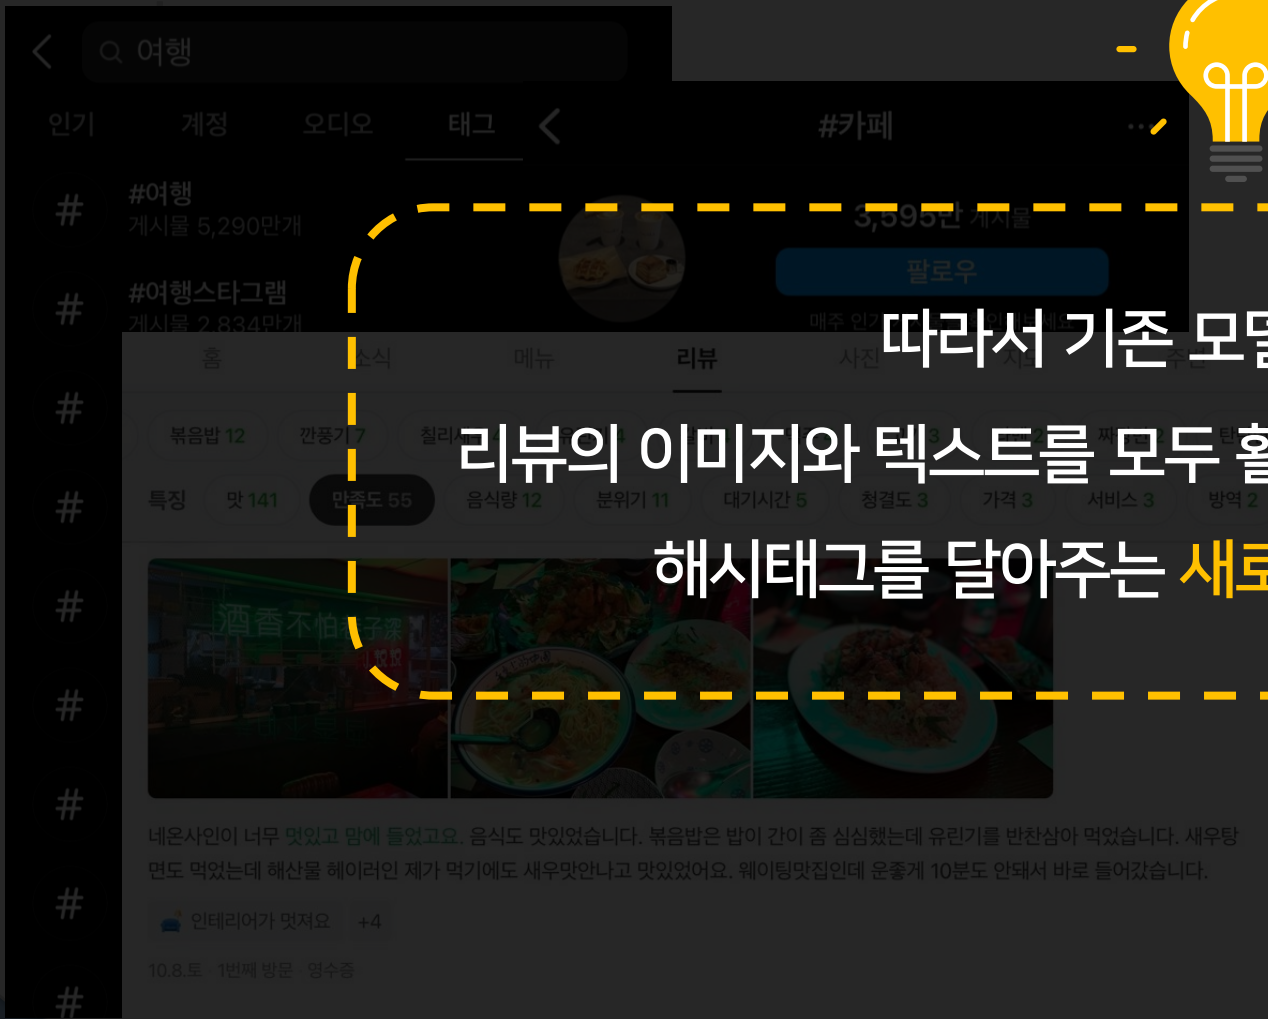 여행
인기 계정 오디오 태그
#여행
게시물 5,290만개
#여행스타그램
게시물 2,834만개
#카페
3,595만 게시물
팔로우
매주 인기
따라서 기존
리뷰의 이미지와 텍스트를 모두
해시태그를 달아주는
홈 소식 메뉴 리뷰 사진
볶음밥 12 깐풍기 7
특징 맛 141 만족도 55 음식량 12 분위기 11 대기시간 5 청결도 3 가격 3 서비스 3 방역 2
네온사인이 너무 멋있고 맘에 들었고요. 음식도 맛있었습니다. 볶음밥은 밥이 간이 좀 심심했는데 유린기를 반찬삼아 먹었습니다. 새우탕
면도 먹었는데 해산물 헤이러인 제가 먹기에도 새우맛안나고 맛있었어요. 웨이팅맛집인데 운좋게 10분도 안돼서 바로 들어갔습니다.
인테리어가 멋져요 +4
10.8.토 1번째 방문 영수증